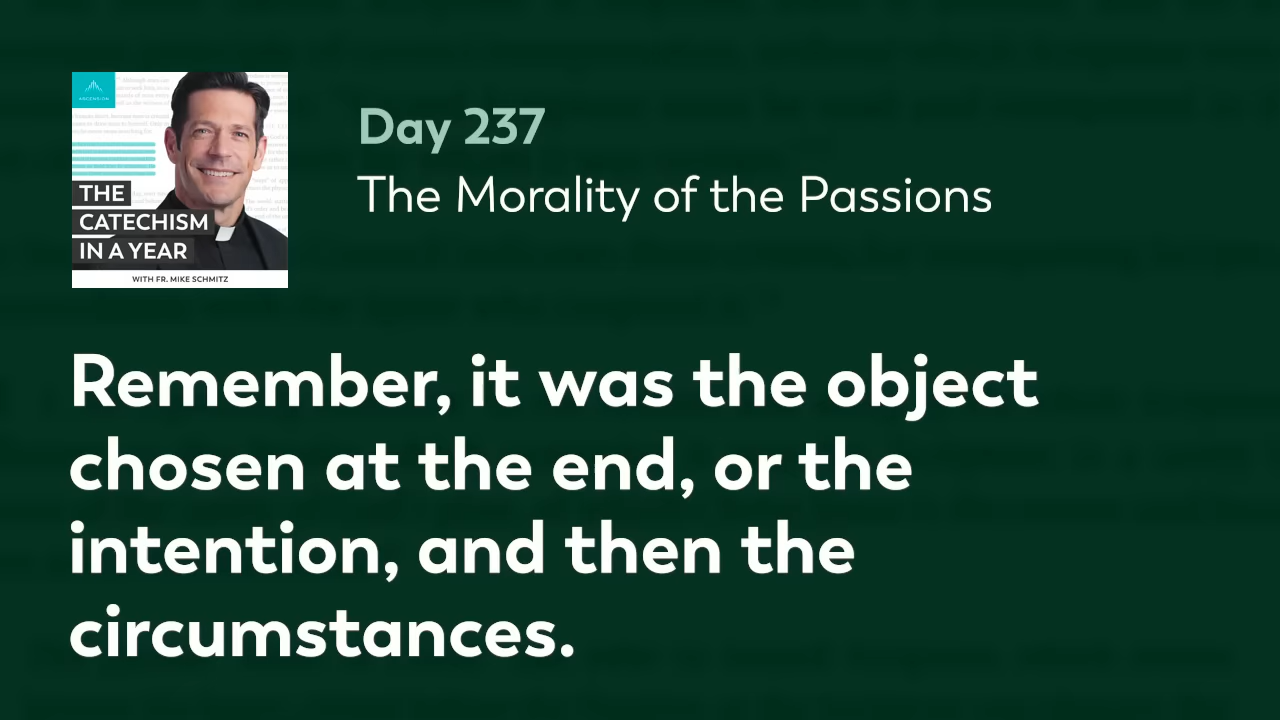 ASCENSION
THE
CATECHISM
IN A YEAR
WITH FR. MIKE SCHMITZ
Day 237
The Morality of the Passions
Remember, it was the object
chosen at the end, or the
intention, and then the
circumstances.